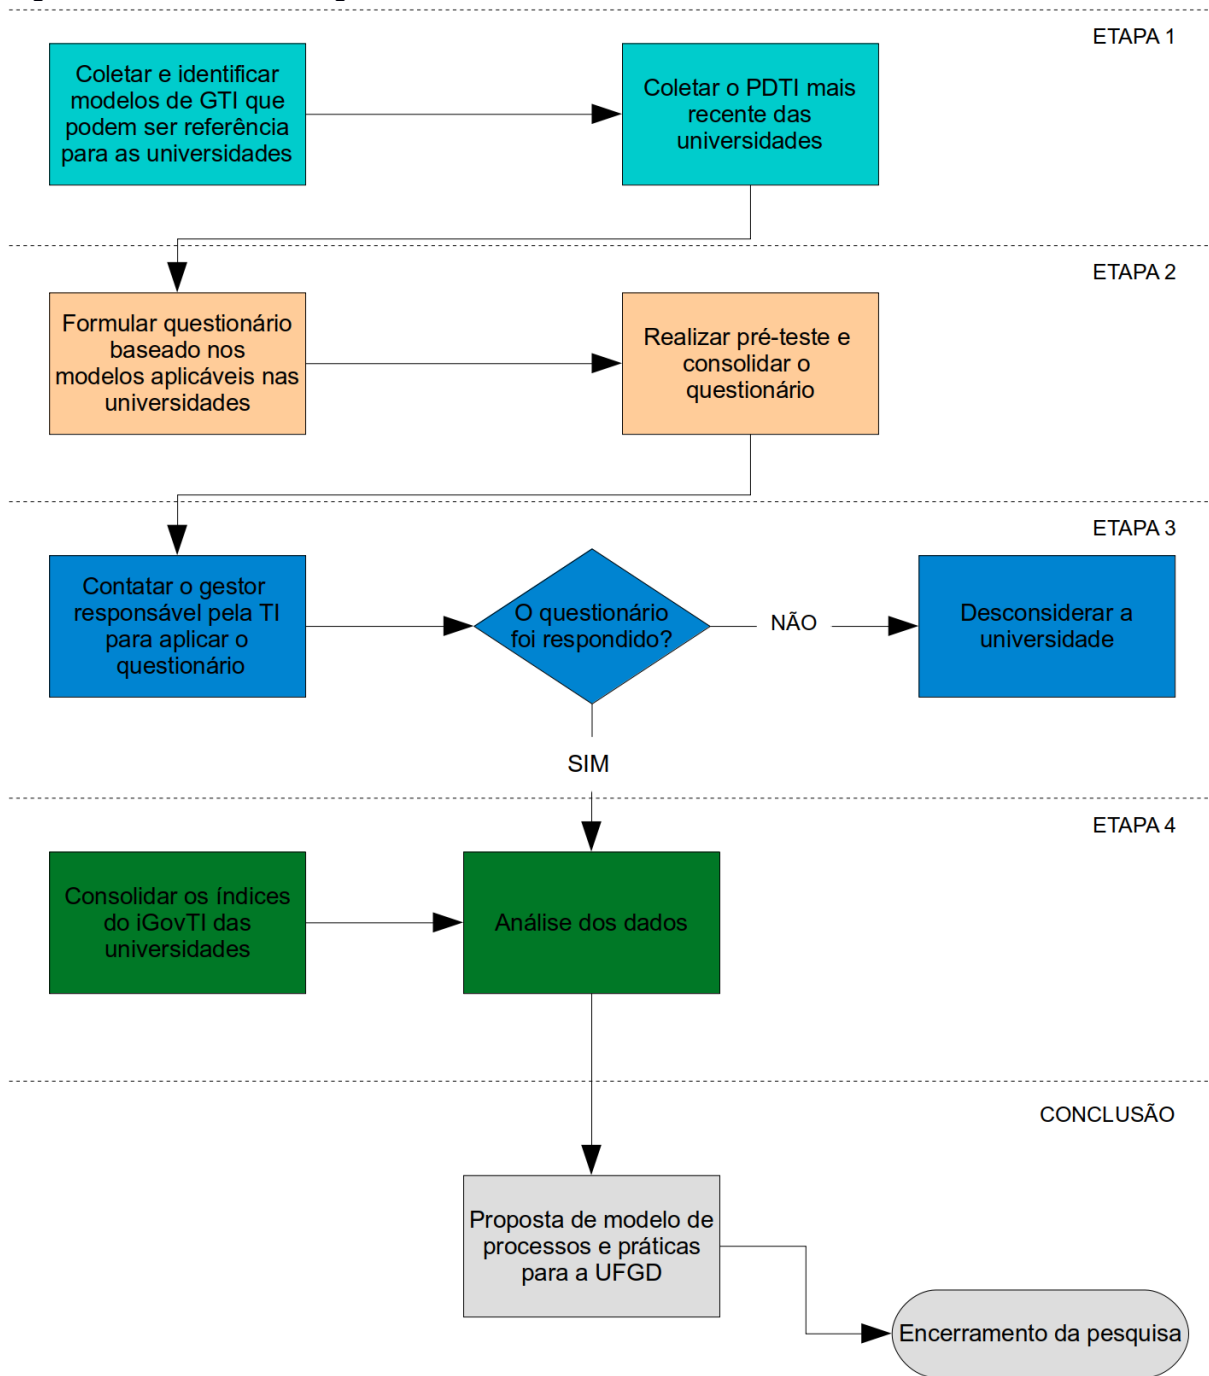 ETAPA 1
Coletar e identificar
modelos de GTI que
podem ser referência
para as universidades
Coletar o PDTI mais
recente das
universidades
ETAPA 2
Formular questionário
baseado nos
modelos aplicáveis nas
universidades
Realizar pré-teste e
consolidar o
questionário
ETAPA 3
Contatar o gestor
responsável pela TI
para aplicar o
questionário
O questionário
foi respondido?
NÃO
Desconsiderar a
universidade
SIM
ETAPA 4
Consolidar os índices
do iGovTI das
universidades
Análise dos dados
CONCLUSÃO
Proposta de modelo de
processos e práticas
para a UFGD
Encerramento da pesquisa